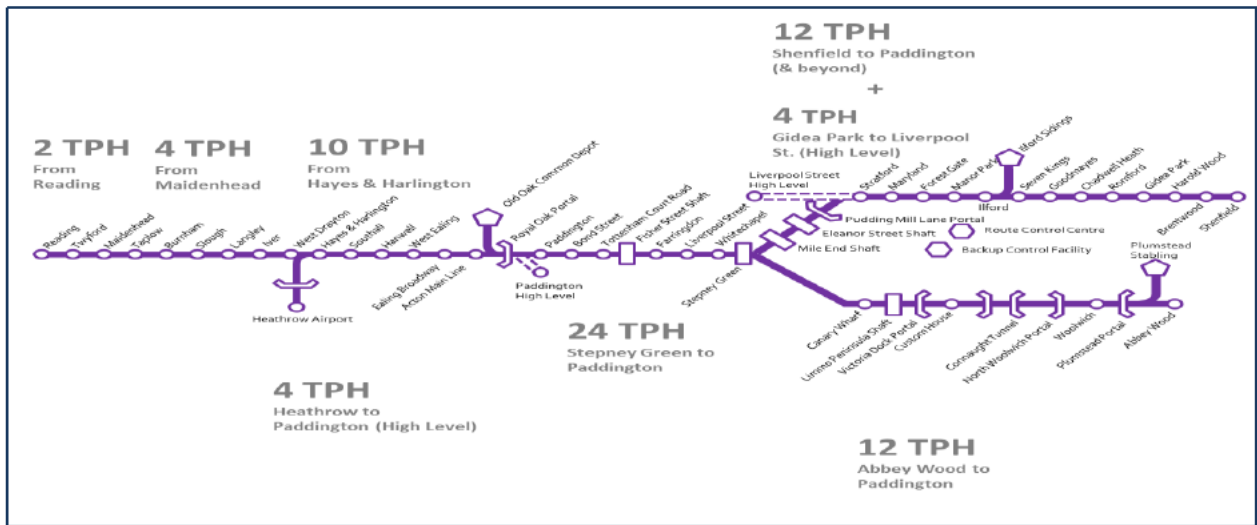 12 TPH
Shenfield to Paddington
(& beyond)
+
4 TPH
Gidea Park to Liverpool
St. (High Level)
2 TPH
From
Reading
4 TPH
From
Maidenhead
10 TPH
From
Hayes & Harlington
Reading
Twyford
Maidenhead
Taplow
Burnham
Slough
Langley
Iver
West Drayton
Hayes & Harlington
Southall
Hanwell
West Ealing
Ealing Broadway
Acton Main Line
Old Oak Common Depot
Royal Oak Portal
Paddington
Bond Street
Tottenham Court Road
Fisher Street Shaft
Farringdon
Liverpool Street
Whitechapel
Stepney Green
Liverpool Street
High Level
Stratford
Maryland
Forest Gate
Manor Park
Ilford
Ilford Sidings
Seven Kings
Goodmayes
Chadwell Heath
Romford
Gidea Park
Harold Wood
Brentwood
Shenfield
Pudding Mill Lane Portal
Eleanor Street Shaft
Mile End Shaft
Route Control Centre
Backup Control Facility
Plumstead
Stabling
Heathrow Airport
Paddington
High Level
Canary Wharf
Limmo Peninsula Shaft
Victoria Dock Portal
Custom House
Connaught Tunnel
North Woolwich Portal
Woolwich
Plumstead Portal
Abbey Wood
24 TPH
Stepney Green to
Paddington
4 TPH
Heathrow to
Paddington (High Level)
12 TPH
Abbey Wood to
Paddington